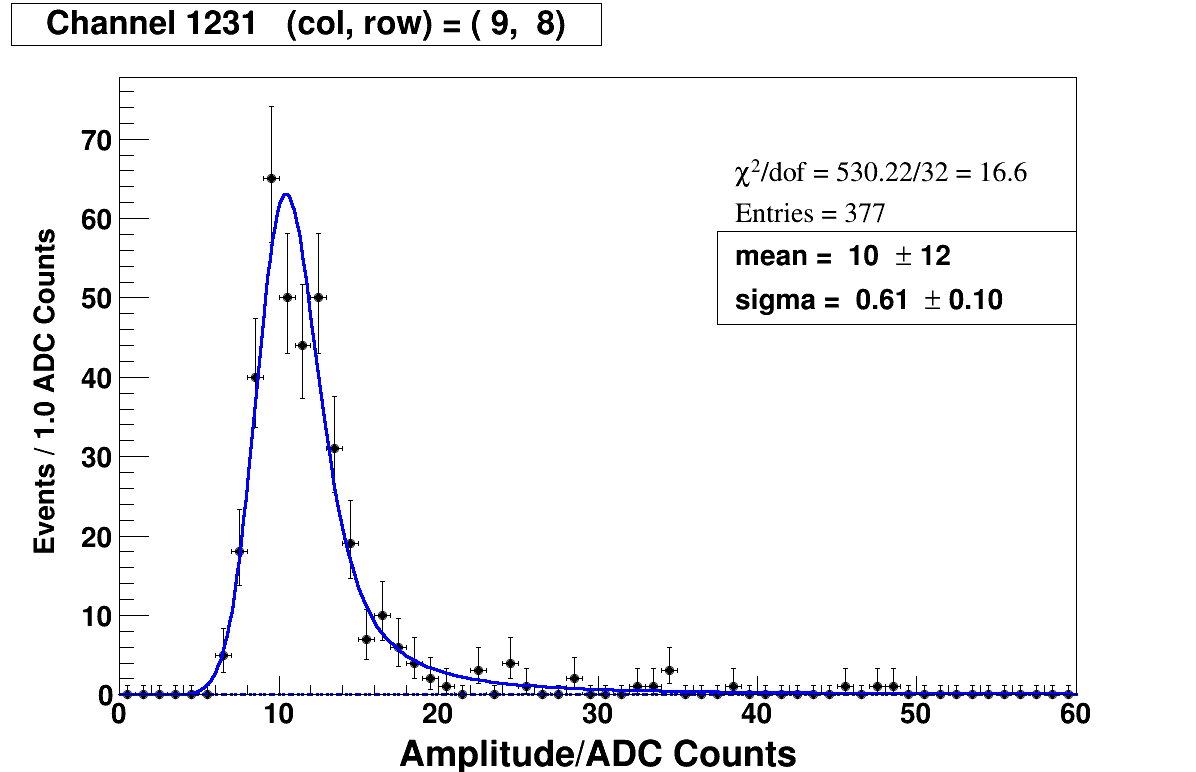 Channel 1231 (col, row) = ( 9, 8)
χ²/dof = 530.22/32 = 16.6
Entries = 377
mean = 10 ± 12
sigma = 0.61 ± 0.10
Events / 1.0 ADC Counts
70
60
50
40
30
20
10
0
0 10 20 30 40 50 60
Amplitude/ADC Counts